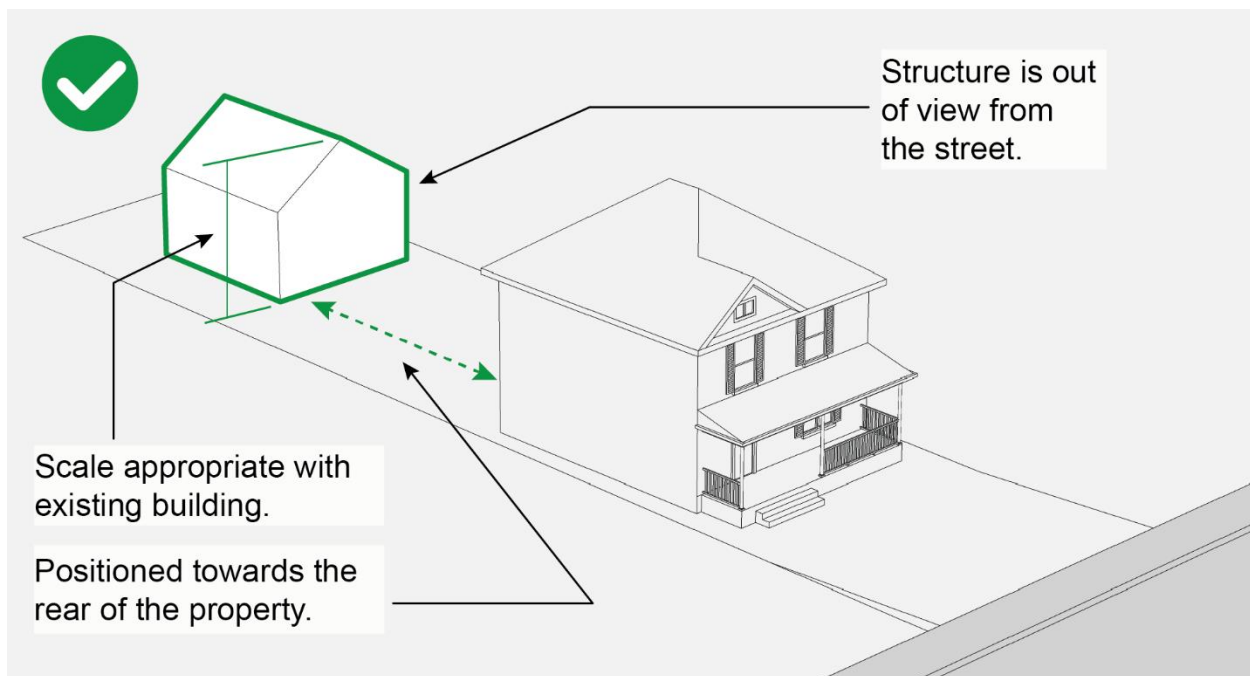 Structure is out
of view from
the street.
Scale appropriate with
existing building.
Positioned towards the
rear of the property.